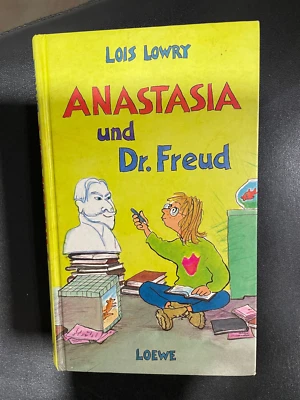 LOIS LOWRY
ANASTASIA
und
Dr. Freud
LOEWE